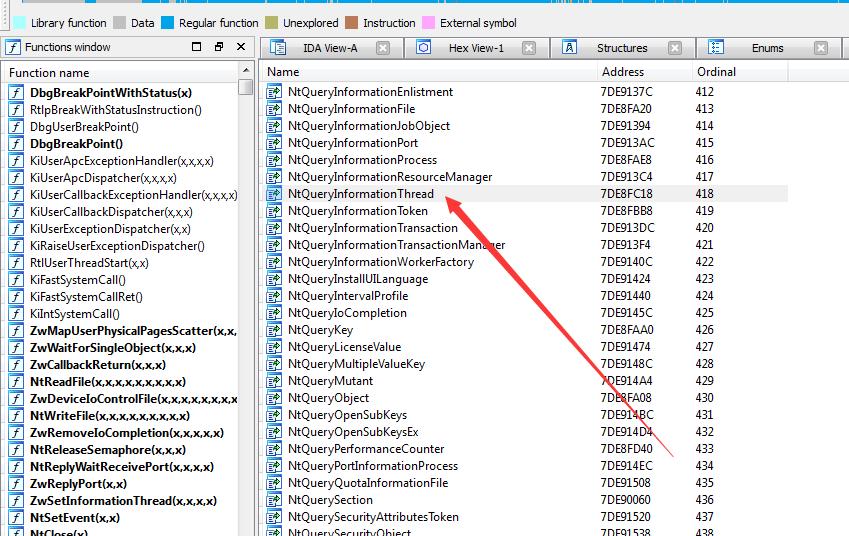 Library function Data Regular function Unexplored Instruction External symbol
Functions window
IDA View-A Hex View-1 Structures Enums
Function name
DbgBreakPointWithStatus(x)
RtlpBreakWithStatusInstruction()
DbgUserBreakPoint()
DbgBreakPoint()
KiUserApcExceptionHandler(x,x,x,x)
KiUserApcDispatcher(x,x,x,x)
KiUserCallbackExceptionHandler(x,x,x,x)
KiUserCallbackDispatcher(x,x,x)
KiUserExceptionDispatcher(x,x)
KiRaiseUserExceptionDispatcher()
RtlUserThreadStart(x,x)
KiFastSystemCall()
KiFastSystemCallRet()
KiIntSystemCall()
ZwMapUserPhysicalPagesScatter(x,x,
ZwWaitForSingleObject(x,x,x)
ZwCallbackReturn(x,x,x)
NtReadFile(x,x,x,x,x,x,x,x,x)
ZwDeviceIoControlFile(x,x,x,x,x,x,x,x
NtWriteFile(x,x,x,x,x,x,x,x,x)
ZwRemoveIoCompletion(x,x,x,x,x)
NtReleaseSemaphore(x,x,x)
NtReplyWaitReceivePort(x,x,x,x)
ZwReplyPort(x,x)
ZwSetInformationThread(x,x,x,x)
NtSetEvent(x,x)
NtClose(x)
Name Address Ordinal
NtQueryInformationEnlistment 7DE9137C 412
NtQueryInformationFile 7DE8FA20 413
NtQueryInformationJobObject 7DE91394 414
NtQueryInformationPort 7DE913AC 415
NtQueryInformationProcess 7DE8FAE8 416
NtQueryInformationResourceManager 7DE913C4 417
NtQueryInformationThread 7DE8FC18 418
NtQueryInformationToken 7DE8FBB8 419
NtQueryInformationTransaction 7DE913DC 420
NtQueryInformationTransactionManager 7DE913F4 421
NtQueryInformationWorkerFactory 7DE9140C 422
NtQueryInstallUILanguage 7DE91424 423
NtQueryIntervalProfile 7DE91440 424
NtQueryIoCompletion 7DE9145C 425
NtQueryKey 7DE8FAA0 426
NtQueryLicenseValue 7DE91474 427
NtQueryMultipleValueKey 7DE9148C 428
NtQueryMutant 7DE914A4 429
NtQueryObject 7DE8FA08 430
NtQueryOpenSubKeys 7DE914BC 431
NtQueryOpenSubKeysEx 7DE914D4 432
NtQueryPerformanceCounter 7DE8FD40 433
NtQueryPortInformationProcess 7DE914EC 434
NtQueryQuotaInformationFile 7DE91508 435
NtQuerySection 7DE90060 436
NtQuerySecurityAttributesToken 7DE91520 437
NtQuerySecurityObject 7DE91538 438